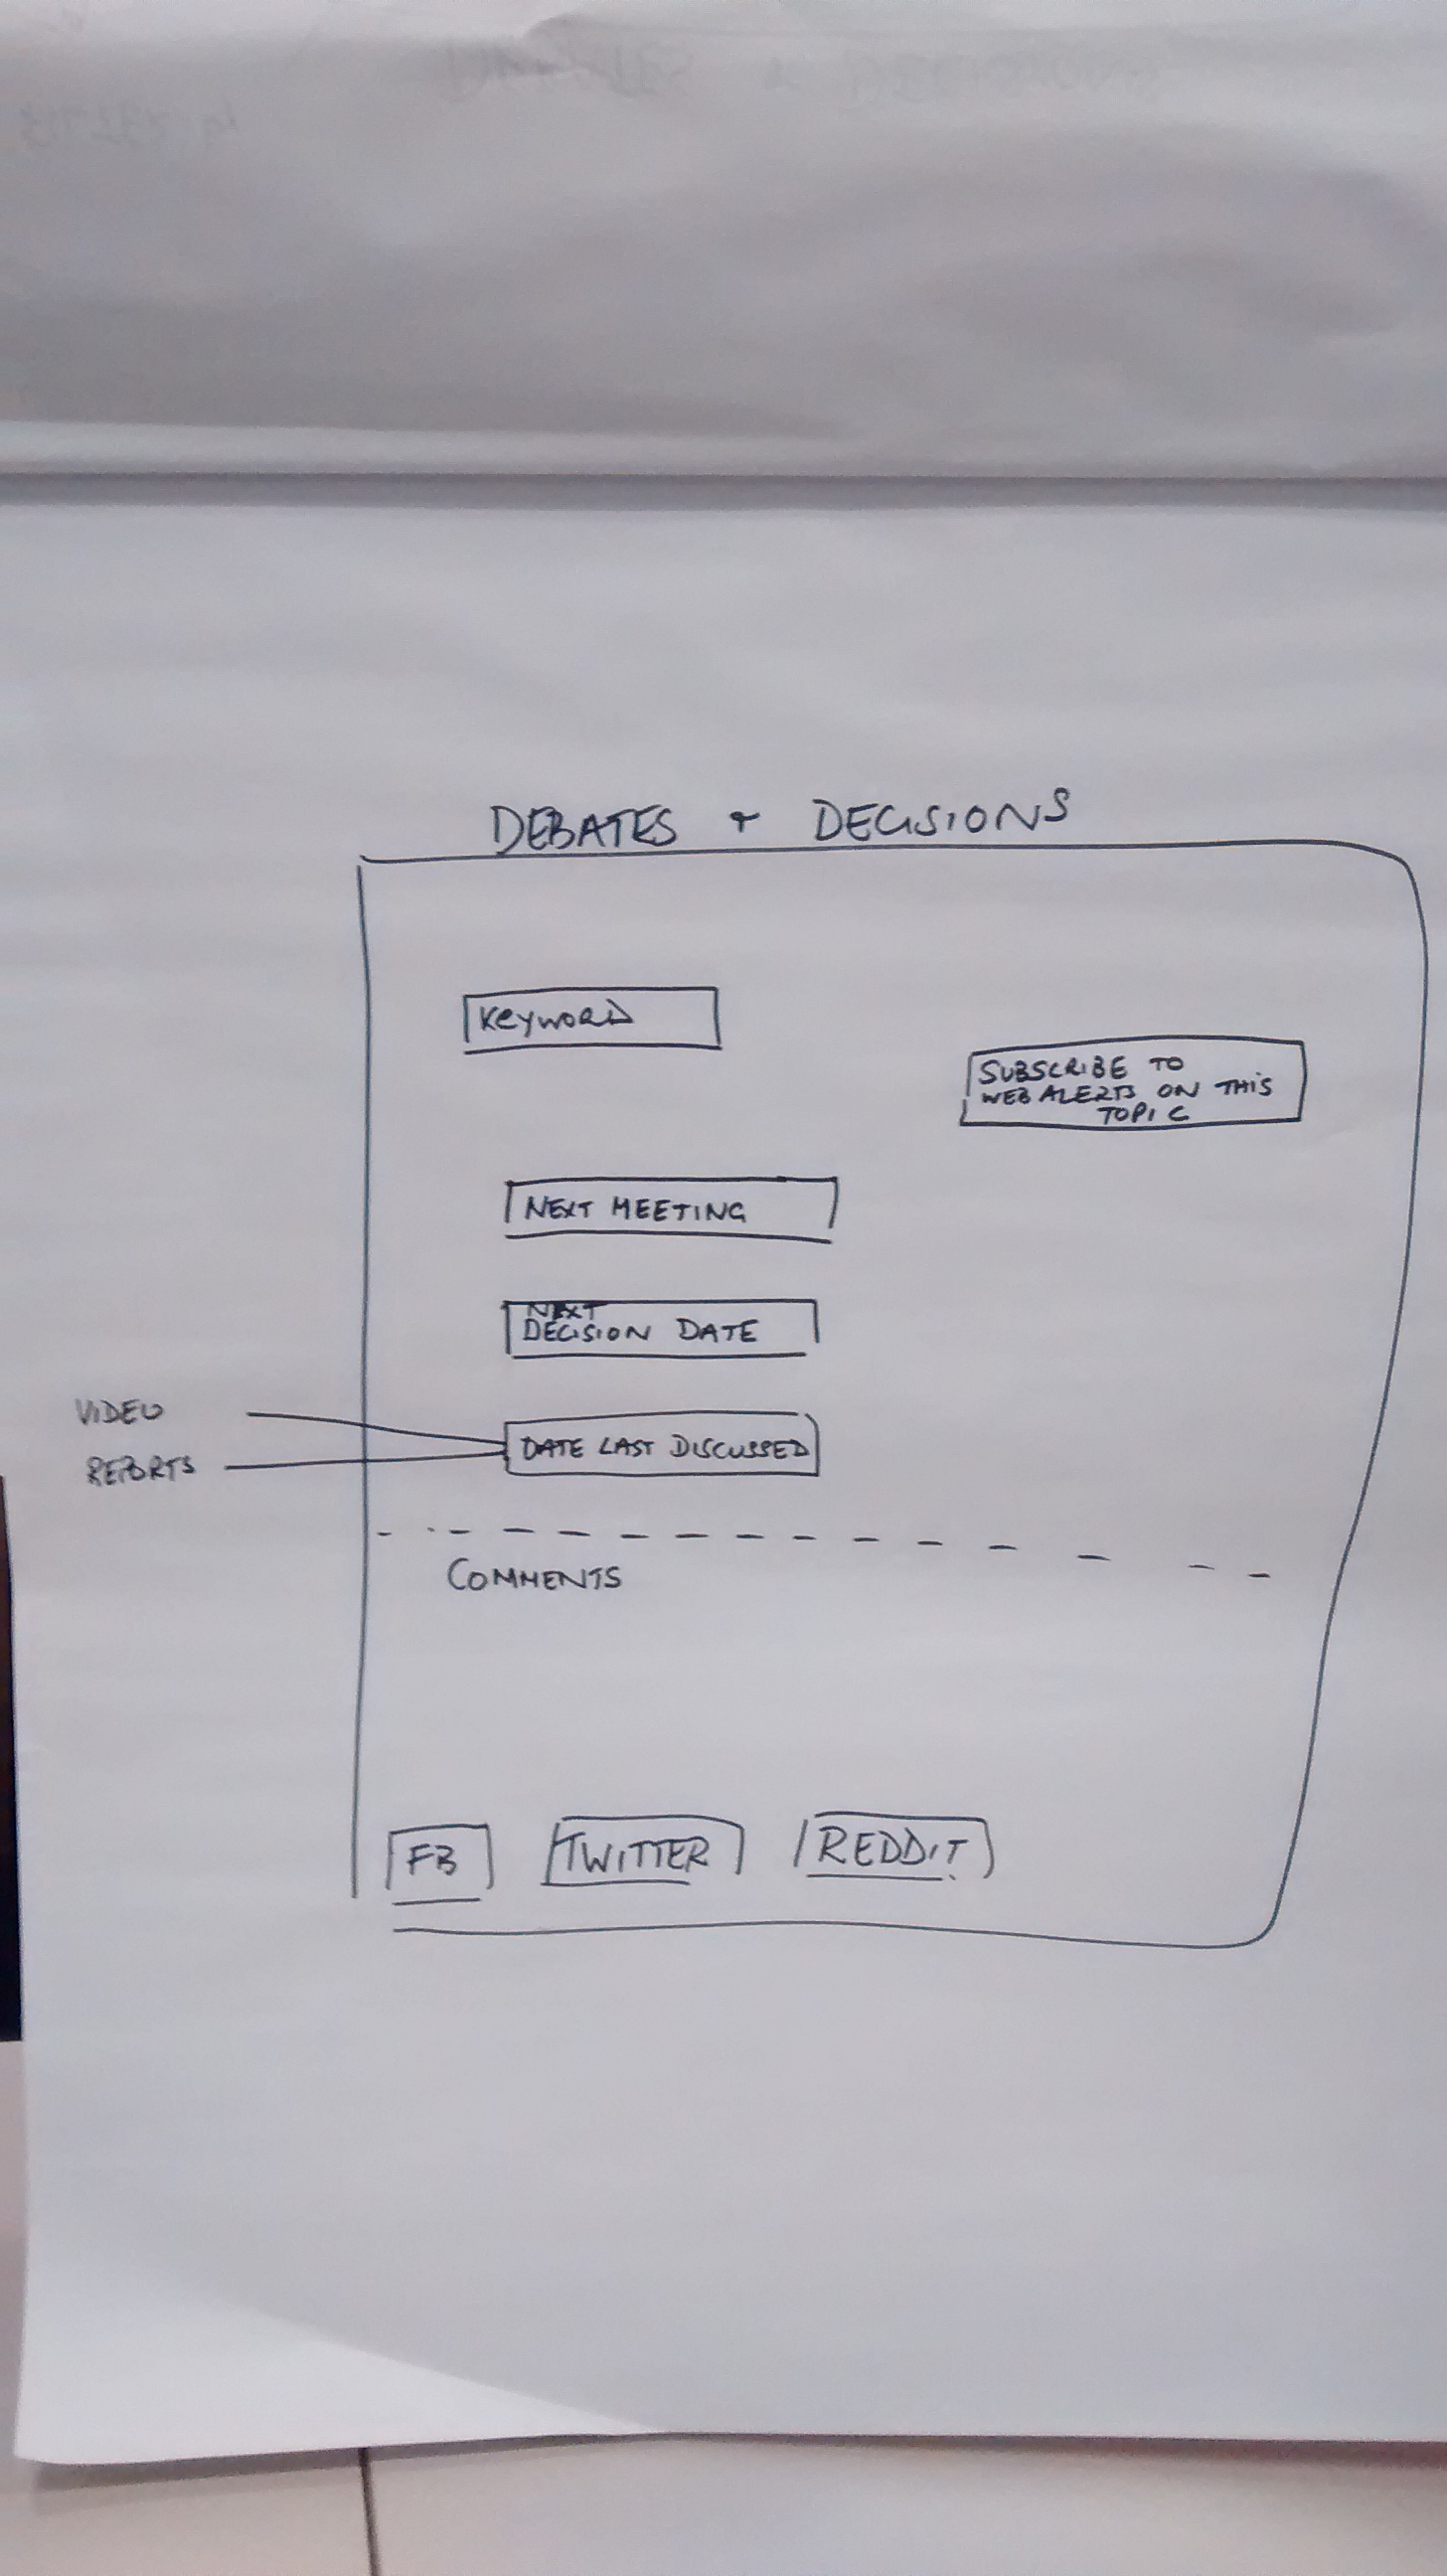 DEBATES + DECISIONS
Keyword
SUBSCRIBE TO
WEB ALERTS ON THIS
TOPIC
NEXT MEETING
NEXT
DECISION DATE
VIDEO
REPORTS
DATE LAST DISCUSSED
COMMENTS
FB
TWITTER
REDDIT